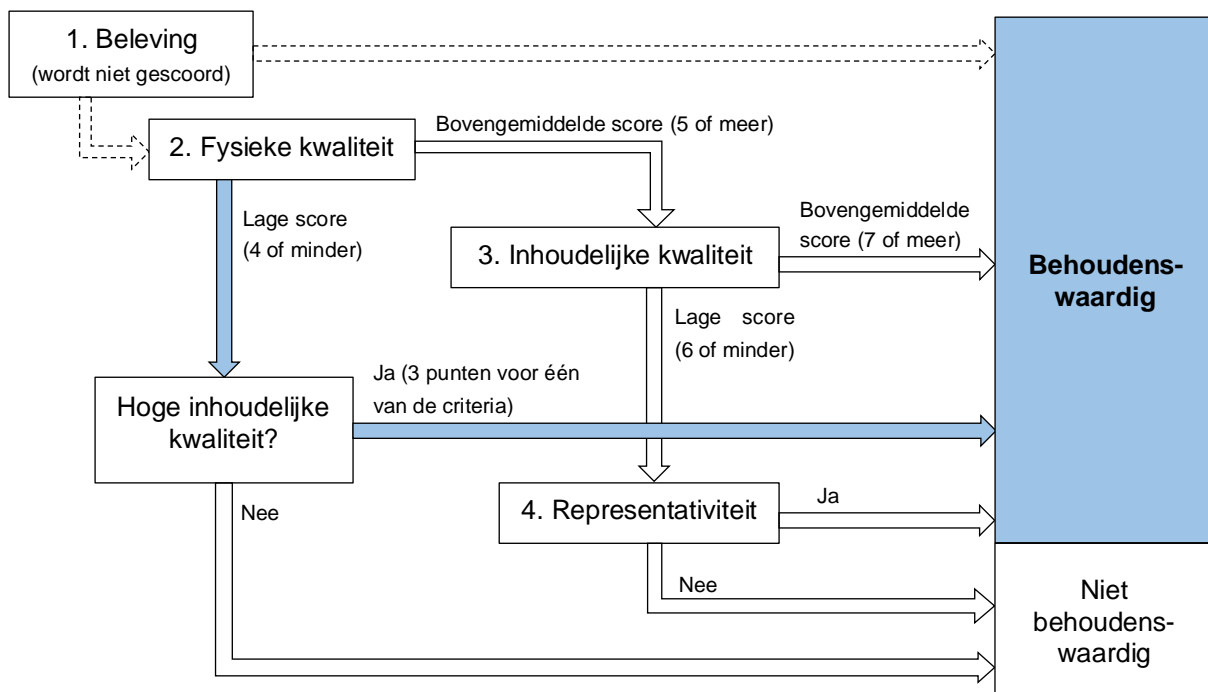 1. Beleving
(wordt niet gescoord)
2. Fysieke kwaliteit
Bovengemiddelde score (5 of meer)
Lage score
(4 of minder)
3. Inhoudelijke kwaliteit
Bovengemiddelde
score (7 of meer)
Behoudens-
waardig
Lage score
(6 of minder)
Hoge inhoudelijke
kwaliteit?
Ja (3 punten voor één
van de criteria)
Nee
4. Representativiteit
Ja
Nee
Niet
behoudens-
waardig